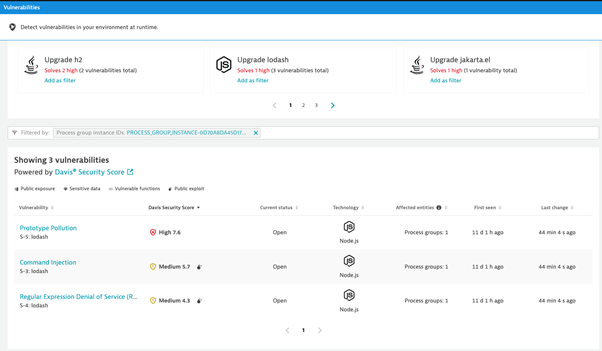 Vulnerabilities
Detect vulnerabilities in your environment at runtime.
Upgrade h2
Solves 2 high (2 vulnerabilities total)
Add as filter
Upgrade lodash
Solves 1 high (3 vulnerabilities total)
Add as filter
Upgrade jakarta.el
Solves 1 high (1 vulnerability total)
Add as filter
1 2 3
Filtered by: Process group instance IDs:
Showing 3 vulnerabilities
Powered by Davis® Security Score
Public exposure Sensitive data Vulnerable functions Public exploit
Vulnerability Davis Security Score Current status Technology Affected entities First seen Last change
Prototype Pollution
S-5: lodash
High 7.6 Open Node.js Process groups: 1 11 d 1 h ago 44 min 4 s ago
Command Injection
S-3: lodash
Medium 5.7 Open Node.js Process groups: 1 11 d 1 h ago 44 min 4 s ago
Regular Expression Denial of Service (R...
S-4: lodash
Medium 4.3 Open Node.js Process groups: 1 11 d 1 h ago 44 min 4 s ago
1